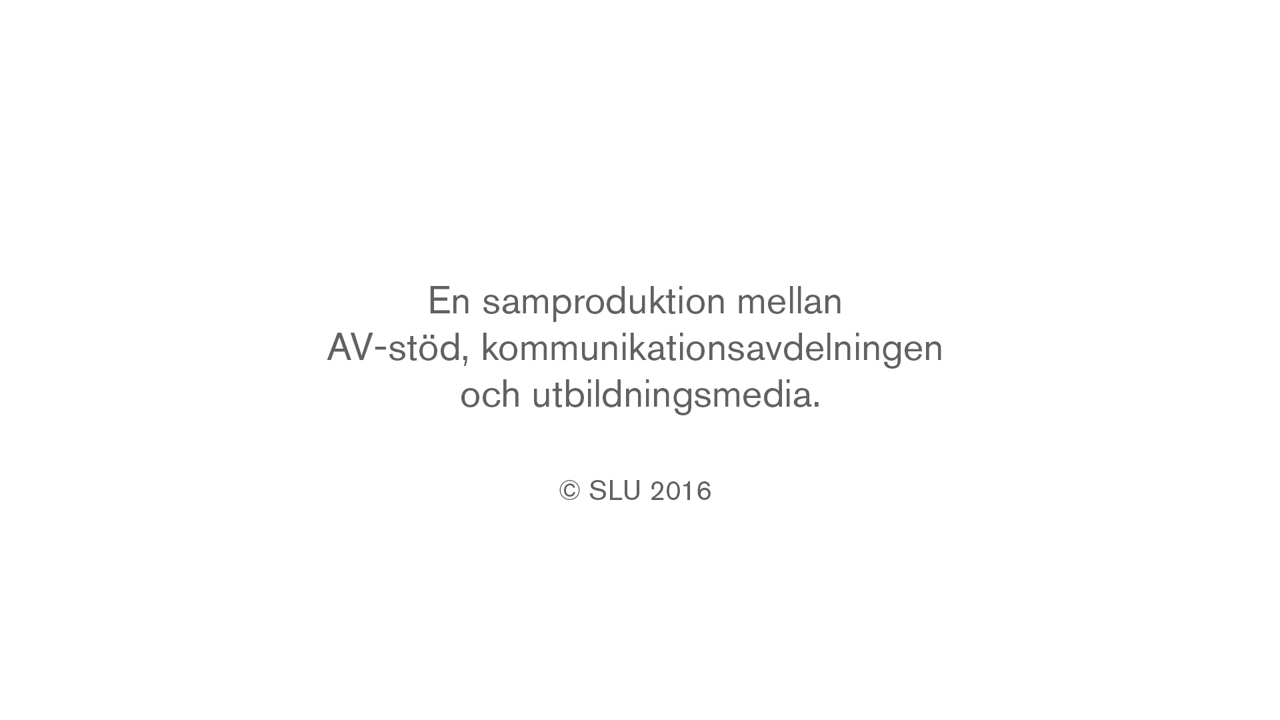 En samproduktion mellan
AV-stöd, kommunikationsavdelningen
och utbildningsmedia.
© SLU 2016